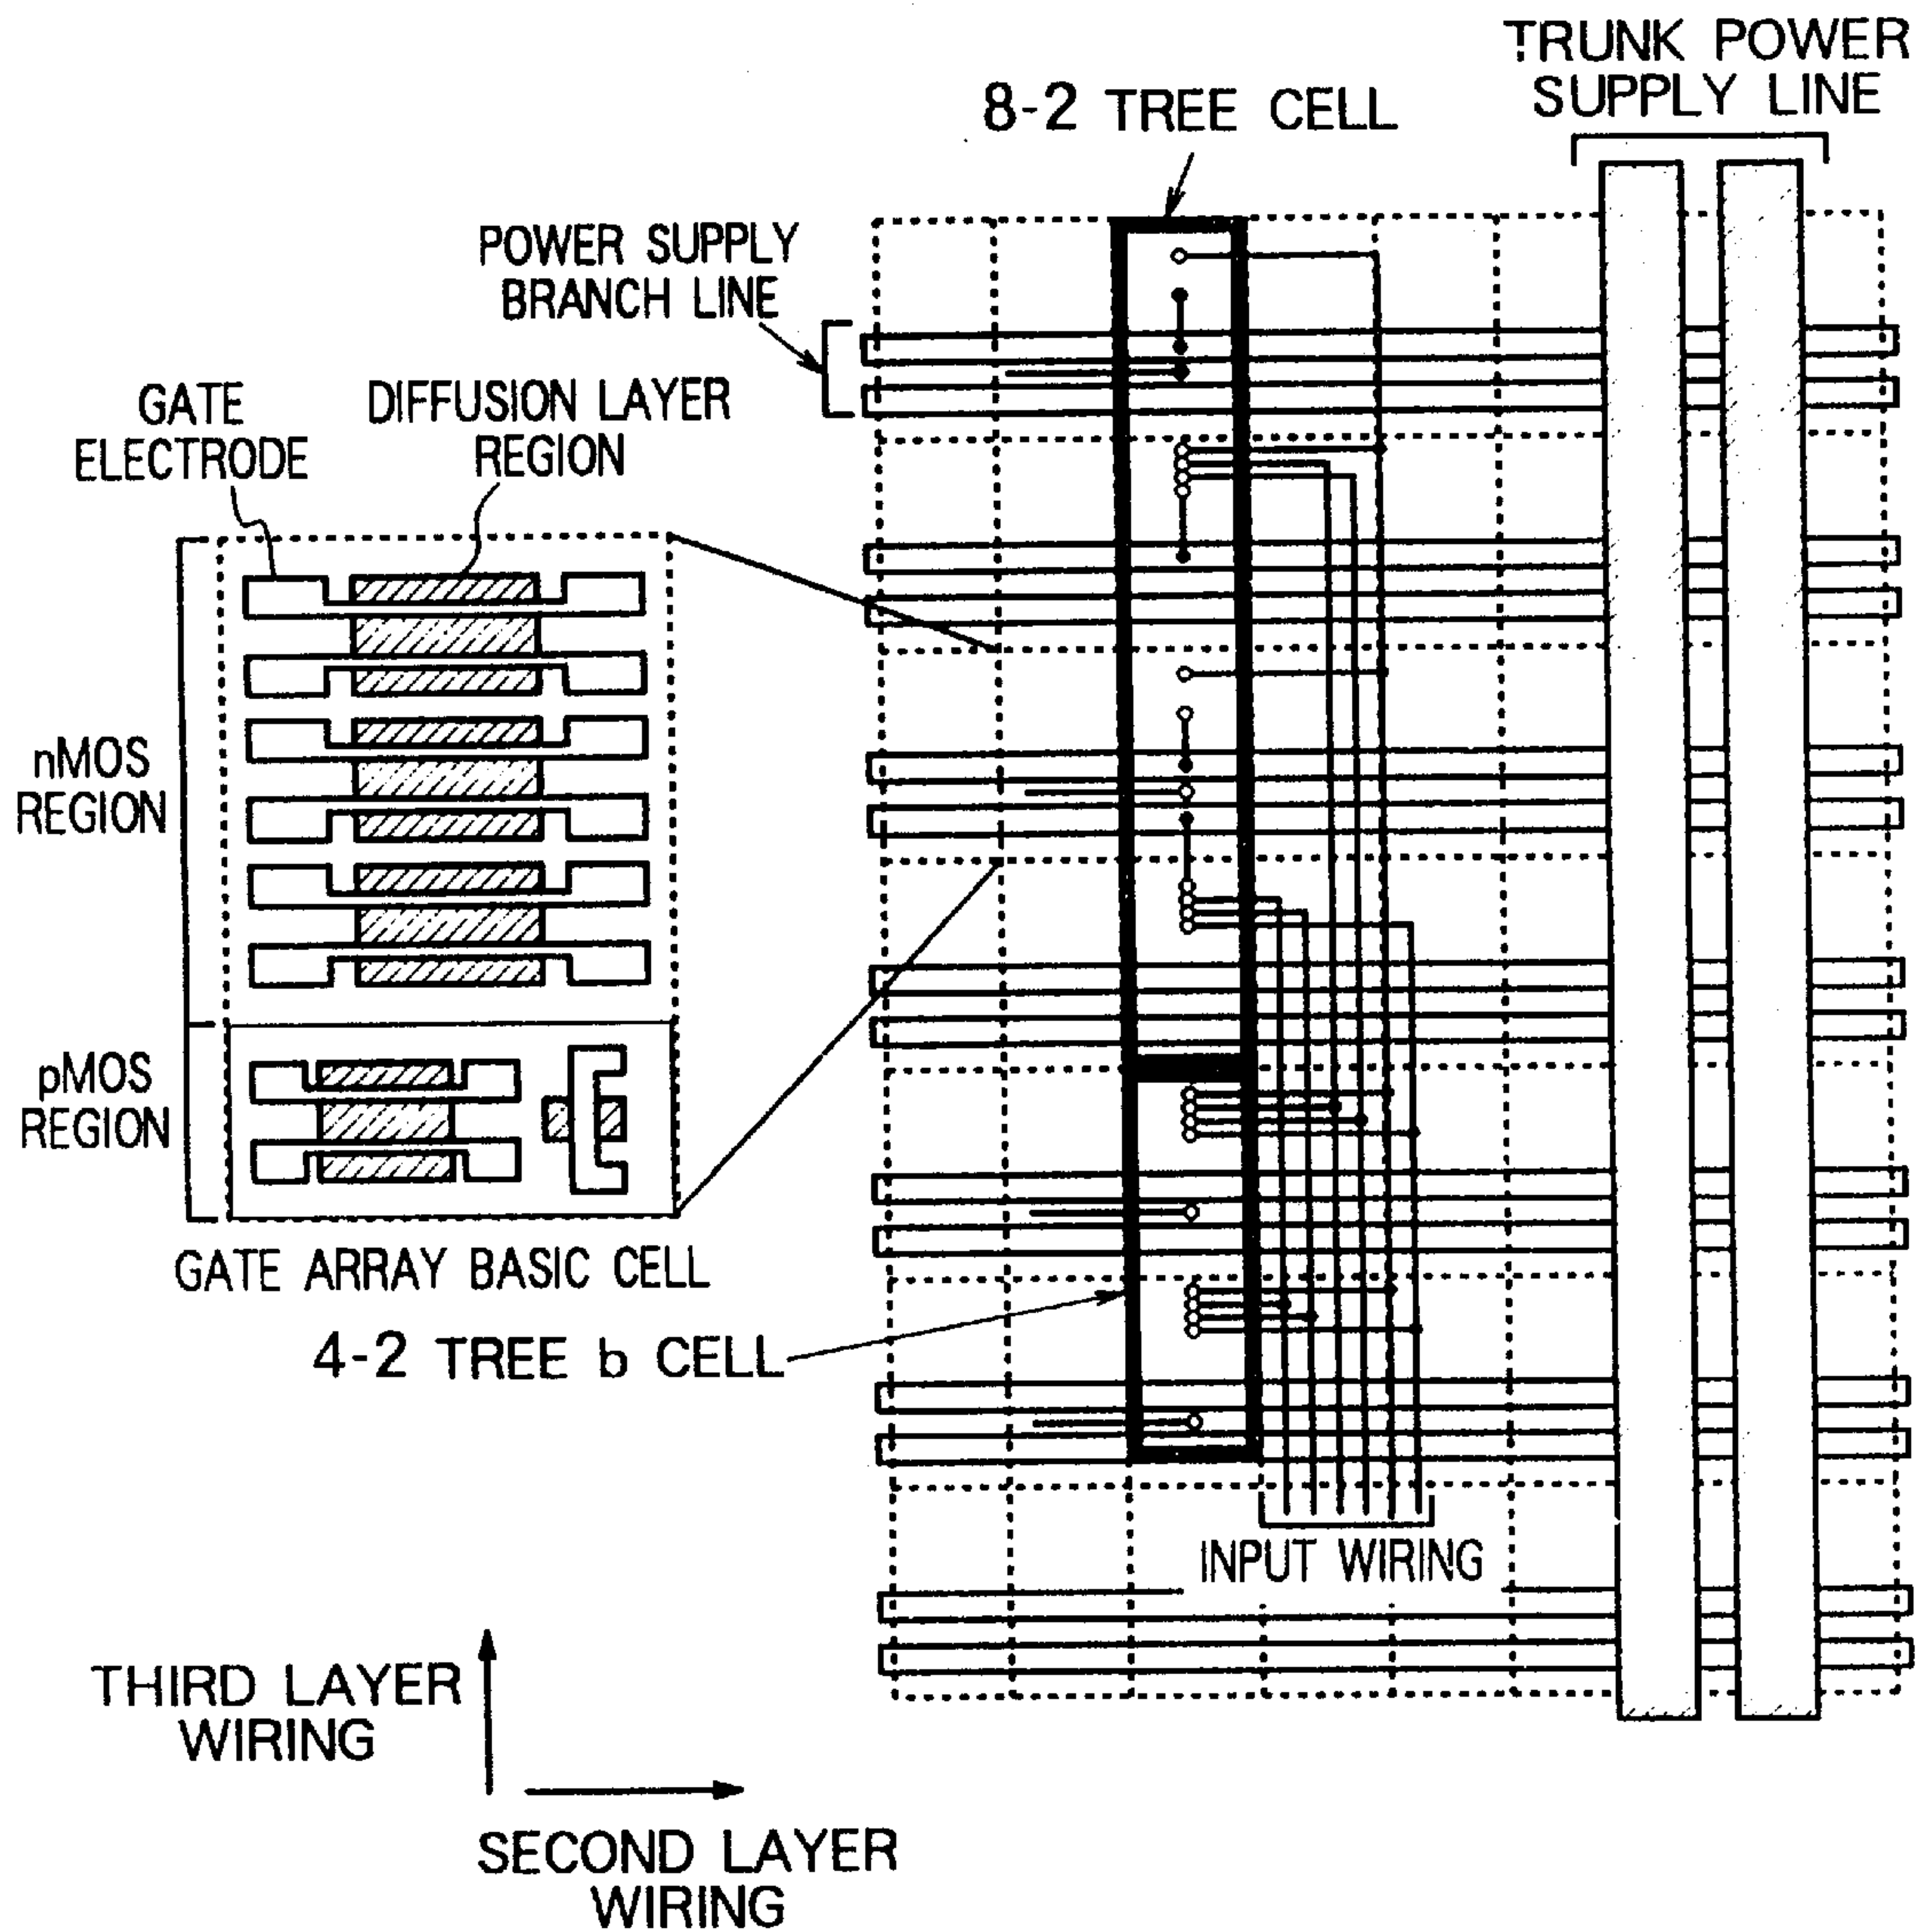 TRUNK POWER
SUPPLY LINE
8-2 TREE CELL
POWER SUPPLY
BRANCH LINE
GATE
ELECTRODE
DIFFUSION LAYER
REGION
nMOS
REGION
pMOS
REGION
GATE ARRAY BASIC CELL
4-2 TREE b CELL
INPUT WIRING
THIRD LAYER
WIRING
SECOND LAYER
WIRING